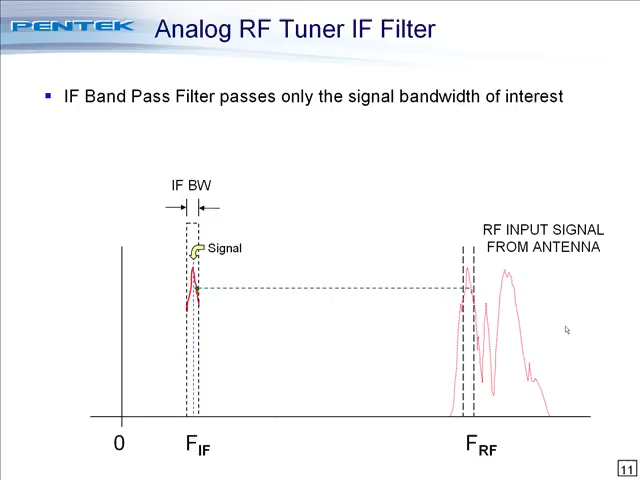 PENTEK
Analog RF Tuner IF Filter
IF Band Pass Filter passes only the signal bandwidth of interest
IF BW
Signal
RF INPUT SIGNAL
FROM ANTENNA
0
FIF
FRF
11